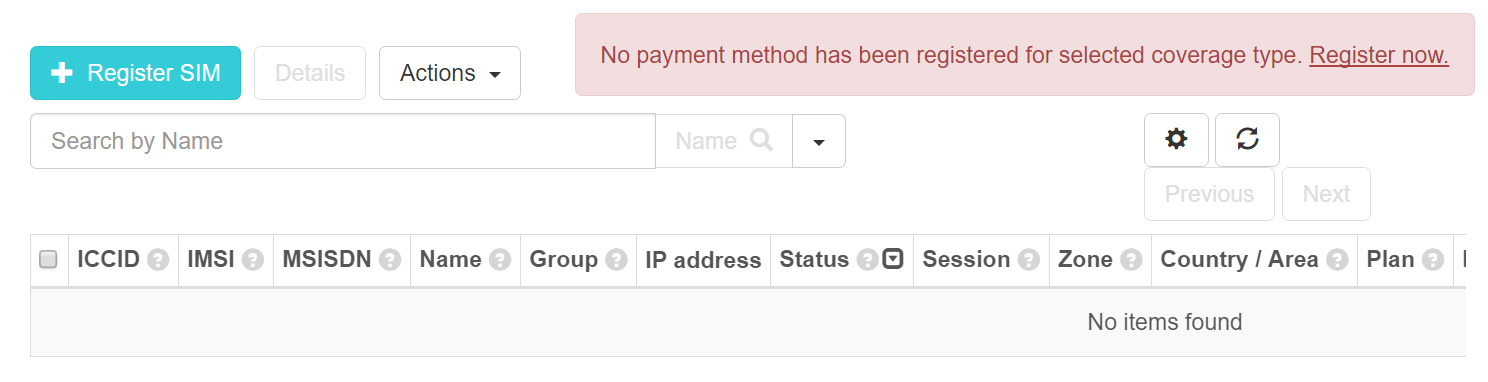 No payment method has been registered for selected coverage type. Register now.
Register SIM Details Actions
Search by Name Name
Previous Next
ICCID IMSI MSISDN Name Group IP address Status Session Zone Country / Area Plan
No items found